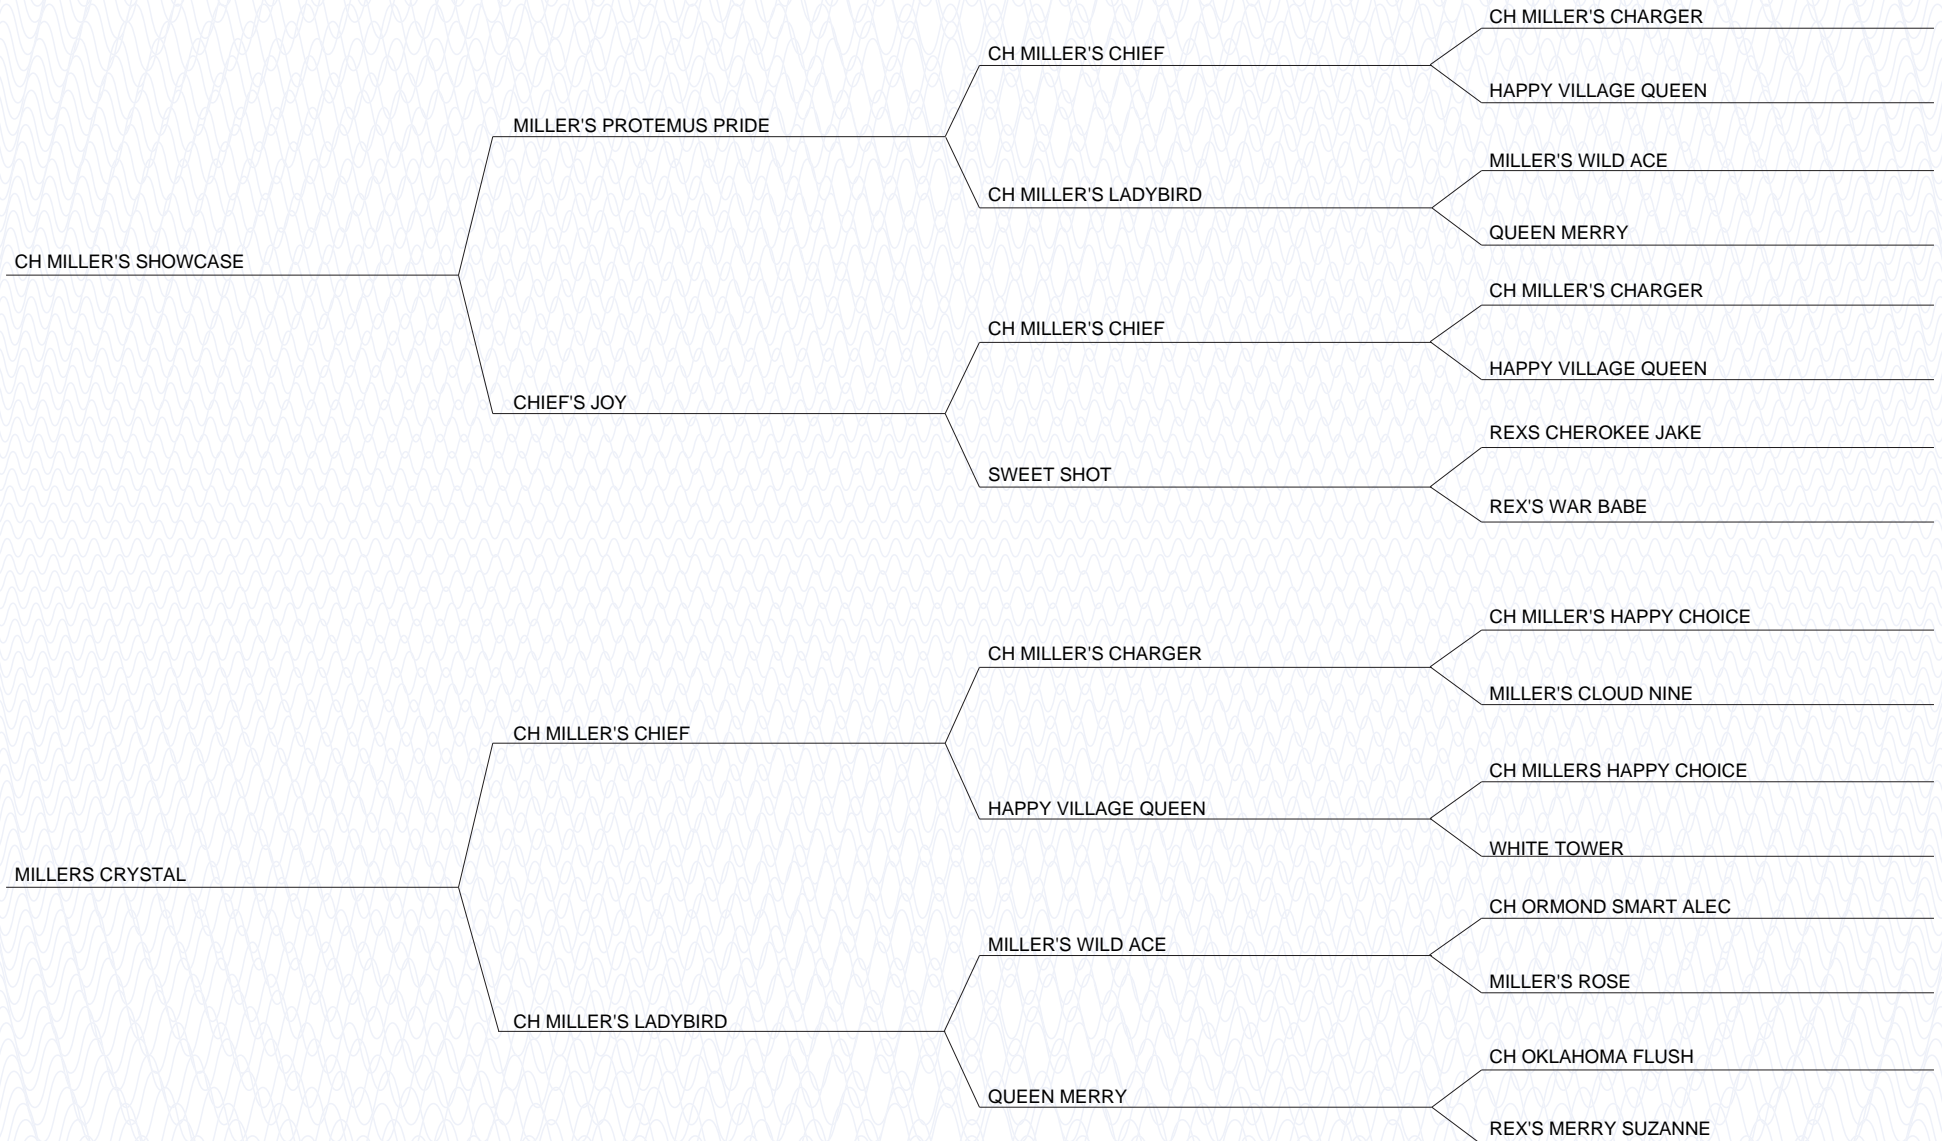 CH MILLER'S CHARGER
CH MILLER'S CHIEF
HAPPY VILLAGE QUEEN
MILLER'S PROTEMUS PRIDE
MILLER'S WILD ACE
CH MILLER'S LADYBIRD
QUEEN MERRY
CH MILLER'S SHOWCASE
CH MILLER'S CHARGER
CH MILLER'S CHIEF
HAPPY VILLAGE QUEEN
CHIEF'S JOY
REXS CHEROKEE JAKE
SWEET SHOT
REX'S WAR BABE
CH MILLER'S HAPPY CHOICE
CH MILLER'S CHARGER
MILLER'S CLOUD NINE
CH MILLER'S CHIEF
CH MILLERS HAPPY CHOICE
HAPPY VILLAGE QUEEN
WHITE TOWER
MILLERS CRYSTAL
CH ORMOND SMART ALEC
MILLER'S WILD ACE
MILLER'S ROSE
CH MILLER'S LADYBIRD
CH OKLAHOMA FLUSH
QUEEN MERRY
REX'S MERRY SUZANNE